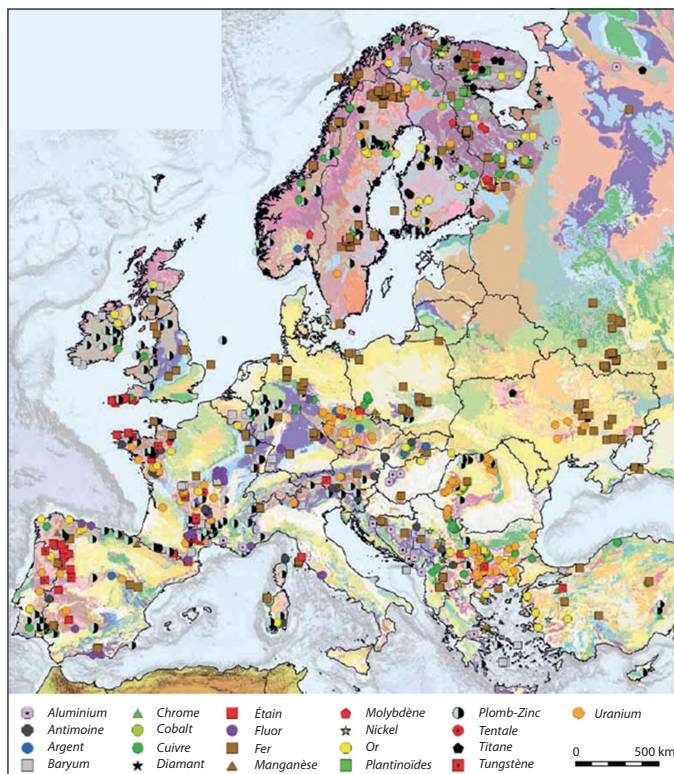 Aluminium Chrome Étain Molybdène Plomb-Zinc Uranium
Antimoine Cobalt Fluor Nickel Tentale
Argent Cuivre Fer Or Titane
Baryum Diamant Manganèse Plantinoïdes Tungstène 0 500 km